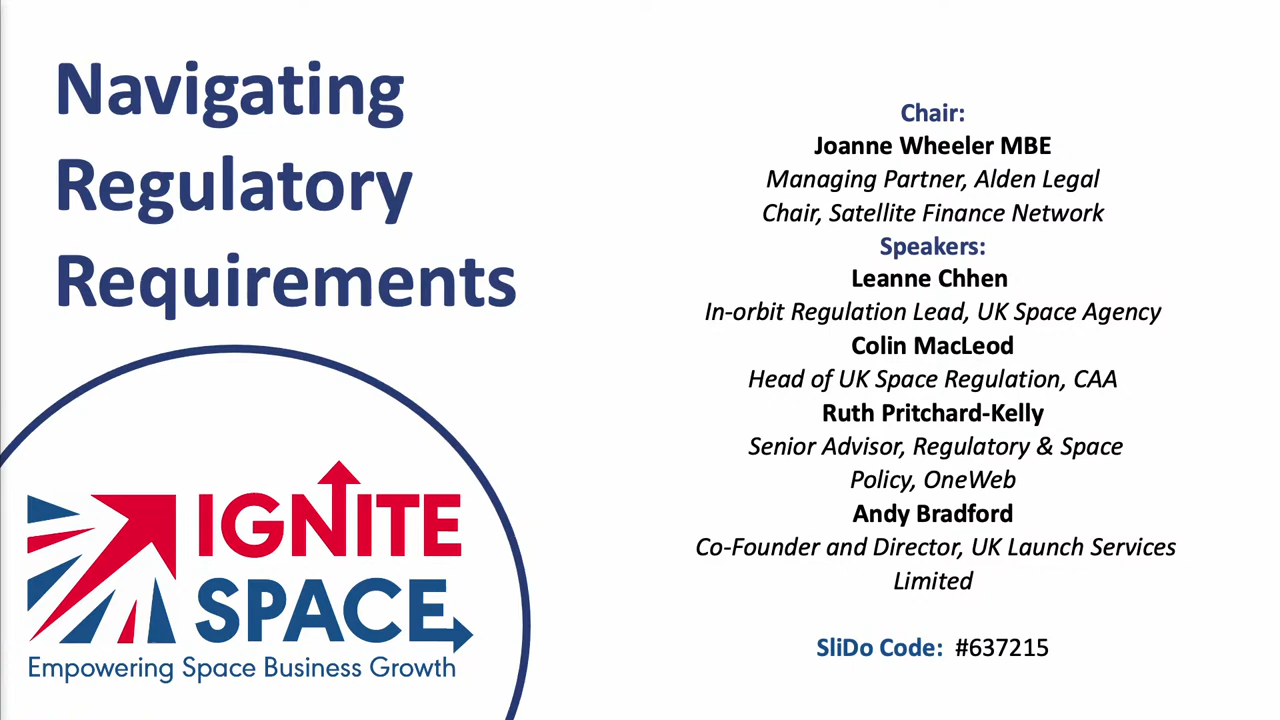 Navigating
Regulatory
Requirements
Chair:
Joanne Wheeler MBE
Managing Partner, Alden Legal
Chair, Satellite Finance Network
Speakers:
Leanne Chhen
In-orbit Regulation Lead, UK Space Agency
Colin MacLeod
Head of UK Space Regulation, CAA
Ruth Pritchard-Kelly
Senior Advisor, Regulatory & Space
Policy, OneWeb
Andy Bradford
Co-Founder and Director, UK Launch Services
Limited
SliDo Code: #637215
IGNITE
SPACE
Empowering Space Business Growth